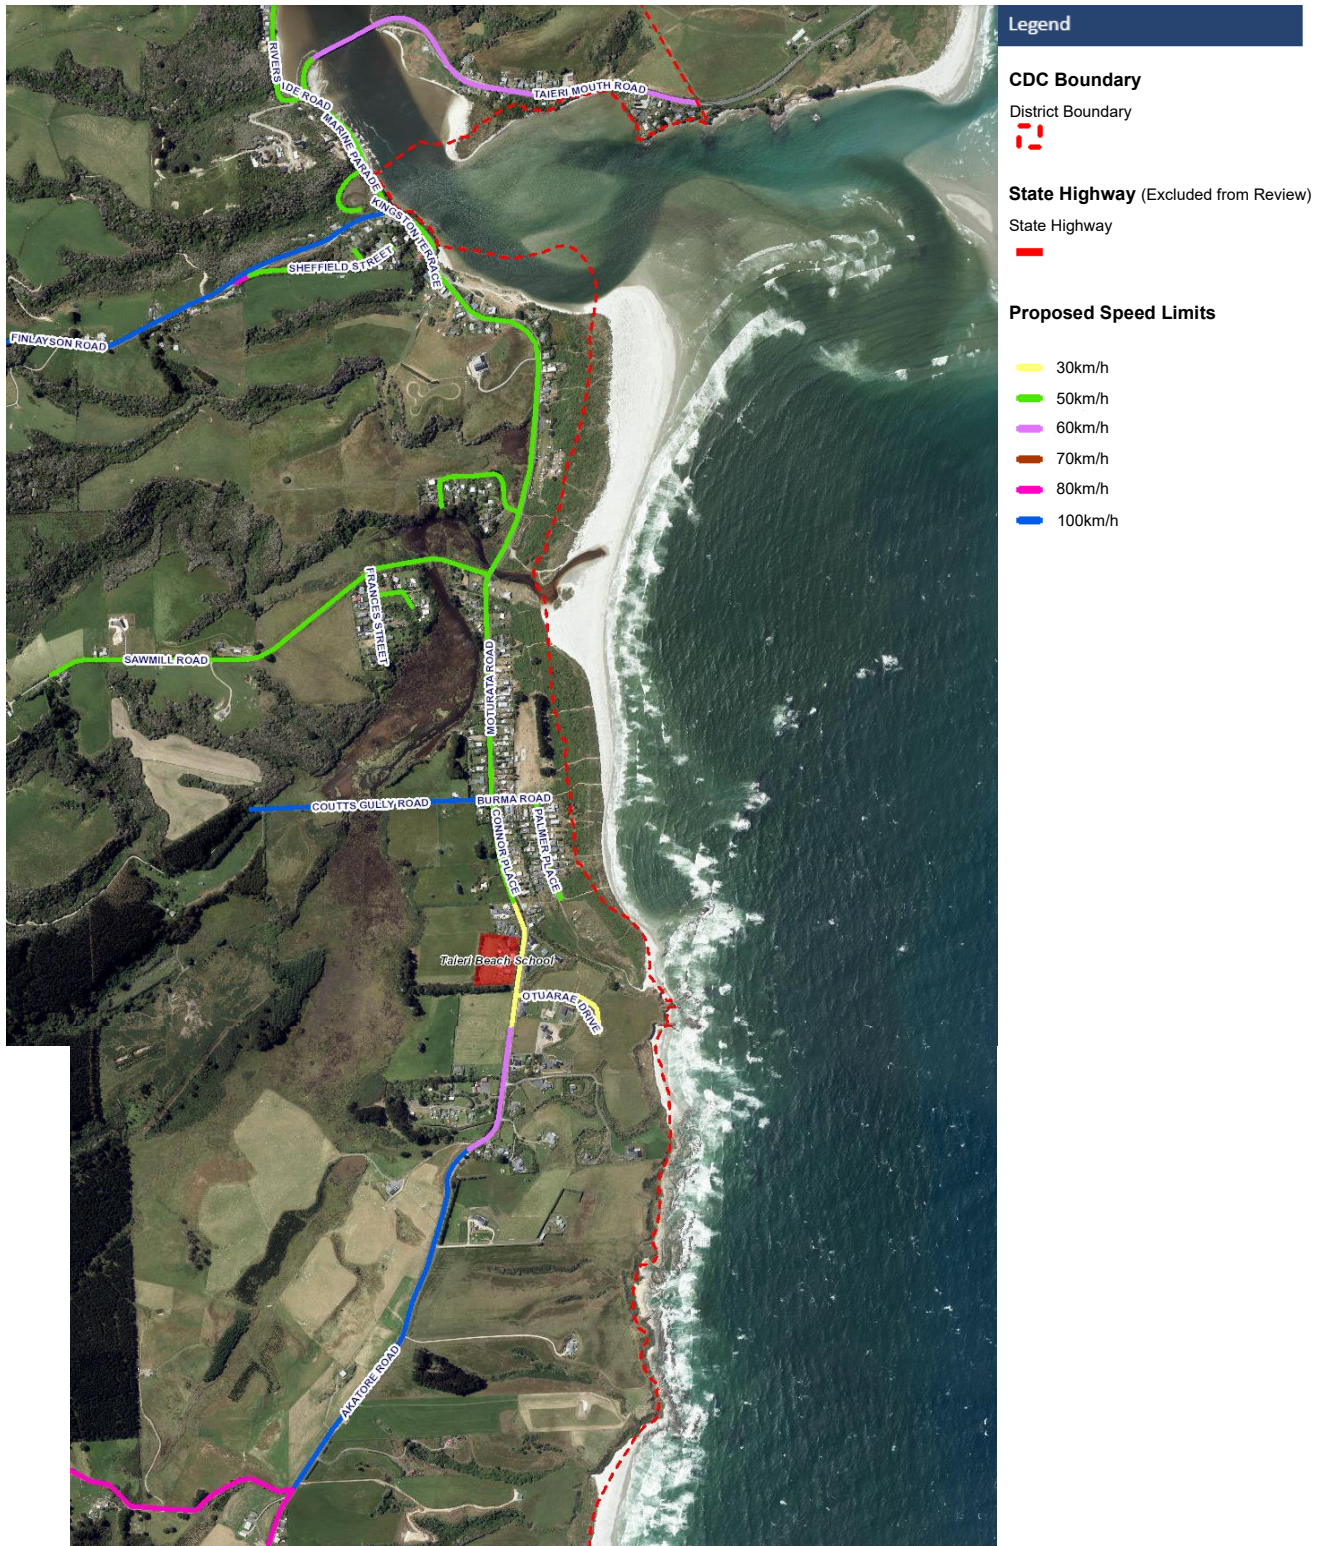 Legend
CDC Boundary
District Boundary
State Highway (Excluded from Review)
State Highway
Proposed Speed Limits
30km/h
50km/h
60km/h
70km/h
80km/h
100km/h
RIVERSIDE ROAD
TAIERI MOUTH ROAD
MARINE PARADE
KINGSTON TERRACE
SHEFFIELD STREET
FINLAYSON ROAD
FRANCES STREET
SAWMILL ROAD
MOTURATA ROAD
COUTTS GULLY ROAD
BURMA ROAD
CONNOR PLACE
PALMER PLACE
Taieri Beach School
OTUARAE DRIVE
AKATORE ROAD